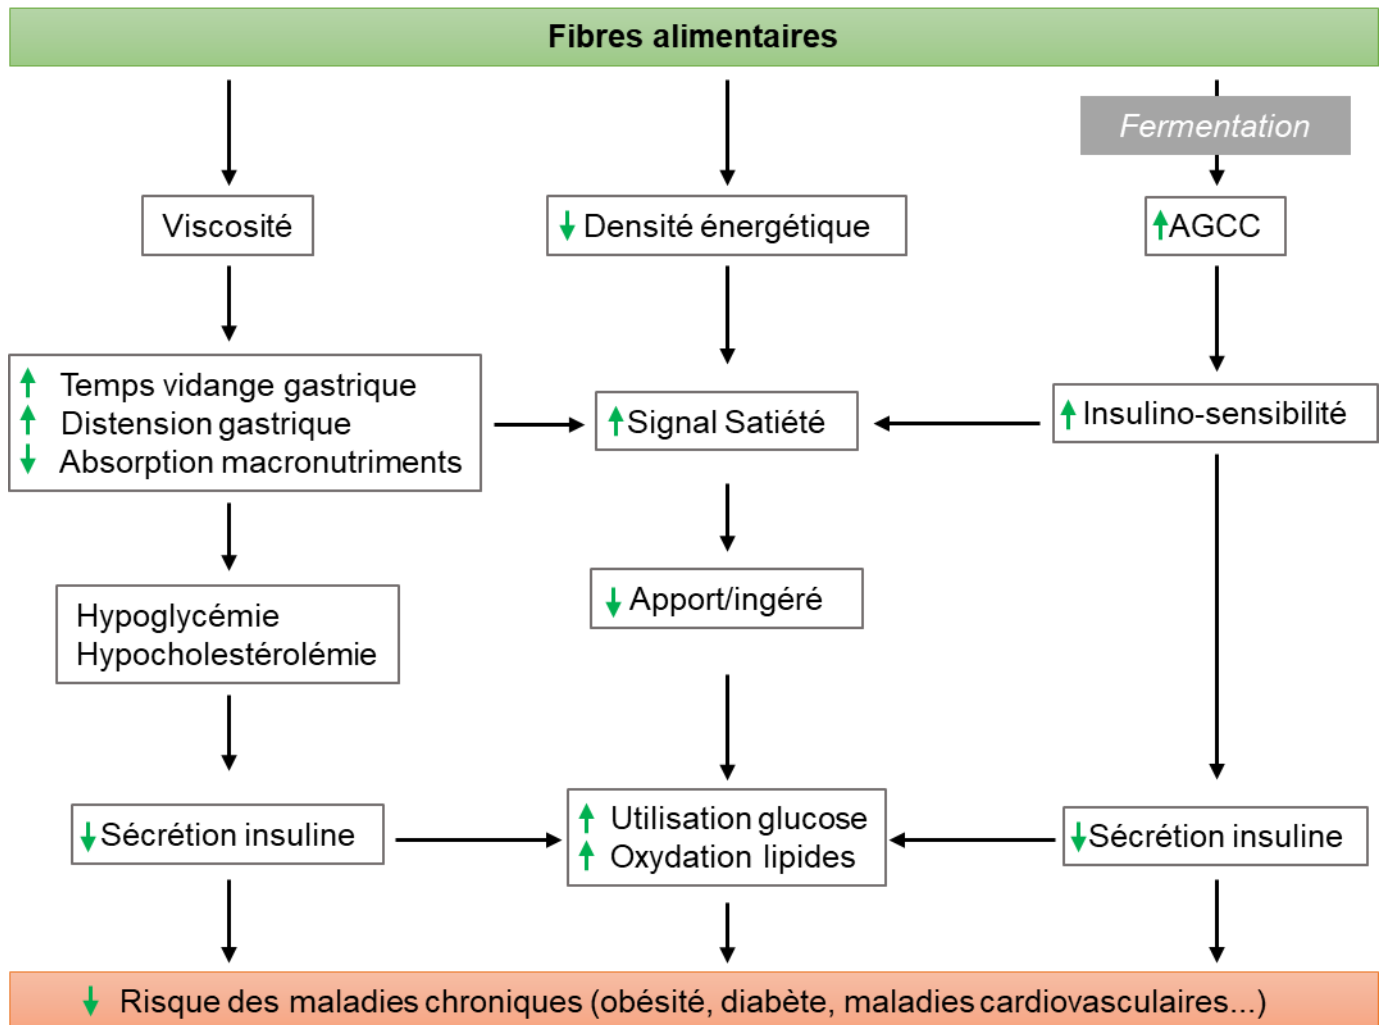 Fibres alimentaires
Fermentation
Viscosité
Densité énergétique
AGCC
Temps vidange gastrique
Distension gastrique
Absorption macronutriments
Signal Satiété
Insulino-sensibilité
Hypoglycémie
Hypocholestérolémie
Apport/ingéré
Sécrétion insuline
Utilisation glucose
Oxydation lipides
Sécrétion insuline
Risque des maladies chroniques (obésité, diabète, maladies cardiovasculaires...)